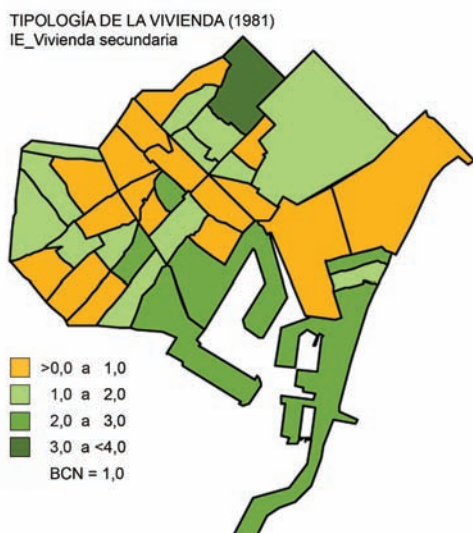 TIPOLOGÍA DE LA VIVIENDA (1981)
IE_Vivienda secundaria
>0,0 a 1,0
1,0 a 2,0
2,0 a 3,0
3,0 a <4,0
BCN = 1,0